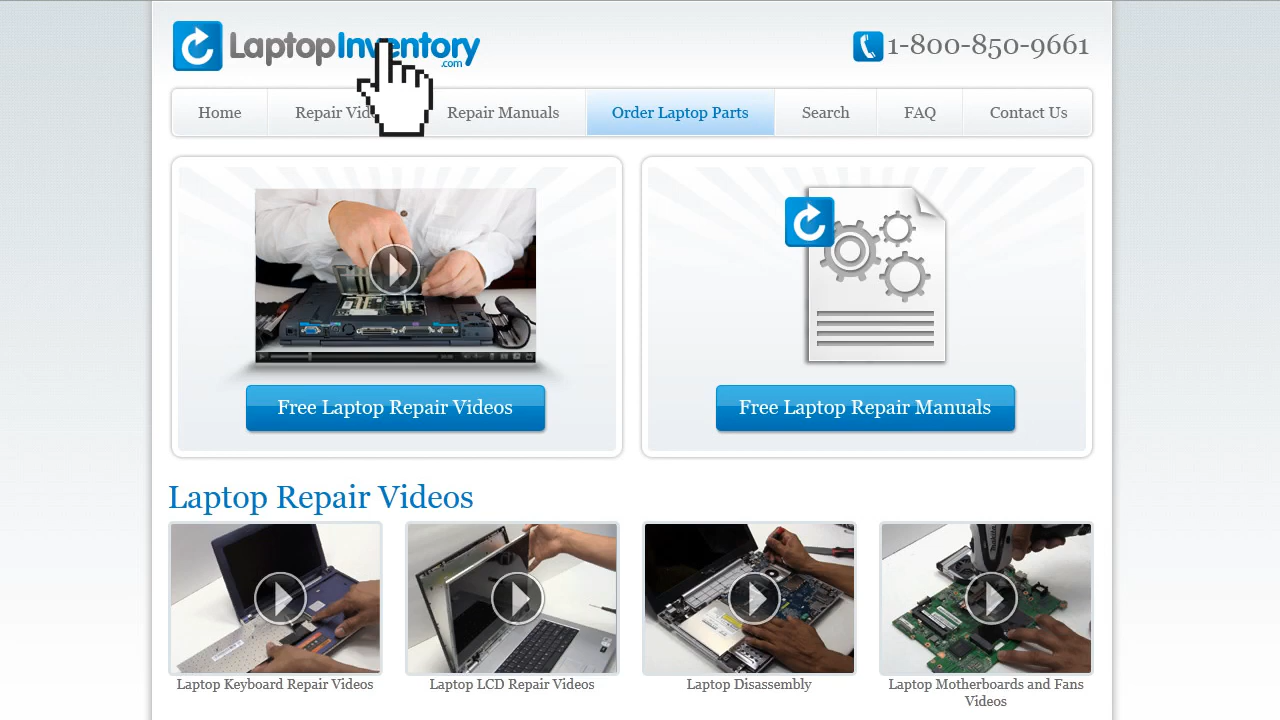 LaptopInventory
.com
1-800-850-9661
Home
Repair
Repair Manuals
Order Laptop Parts
Search
FAQ
Contact Us
Free Laptop Repair Videos
Free Laptop Repair Manuals
Laptop Repair Videos
Laptop Keyboard Repair Videos
Laptop LCD Repair Videos
Laptop Disassembly
Laptop Motherboards and Fans
Videos